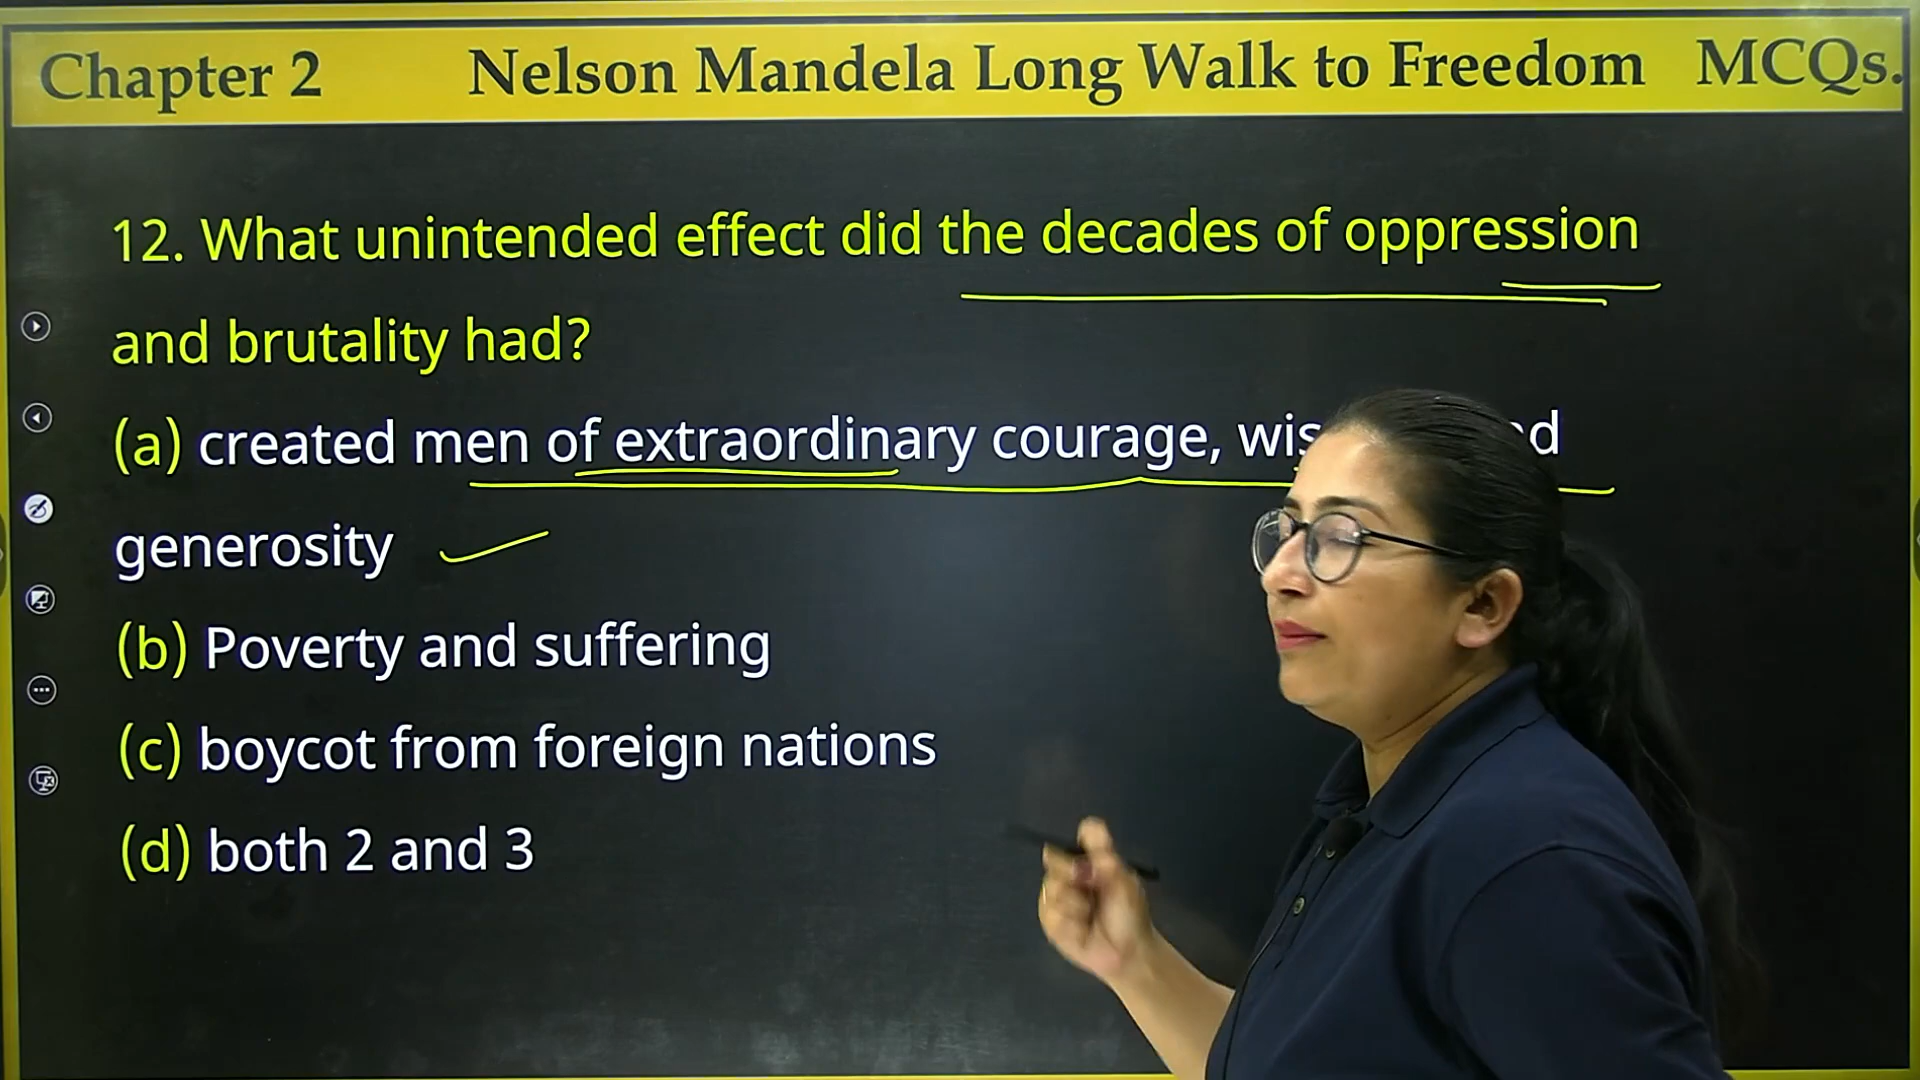 Chapter 2 Nelson Mandela Long Walk to Freedom MCQs.
12. What unintended effect did the decades of oppression
and brutality had?
(a) created men of extraordinary courage,
generosity
(b) Poverty and suffering
(c) boycot from foreign nations
(d) both 2 and 3